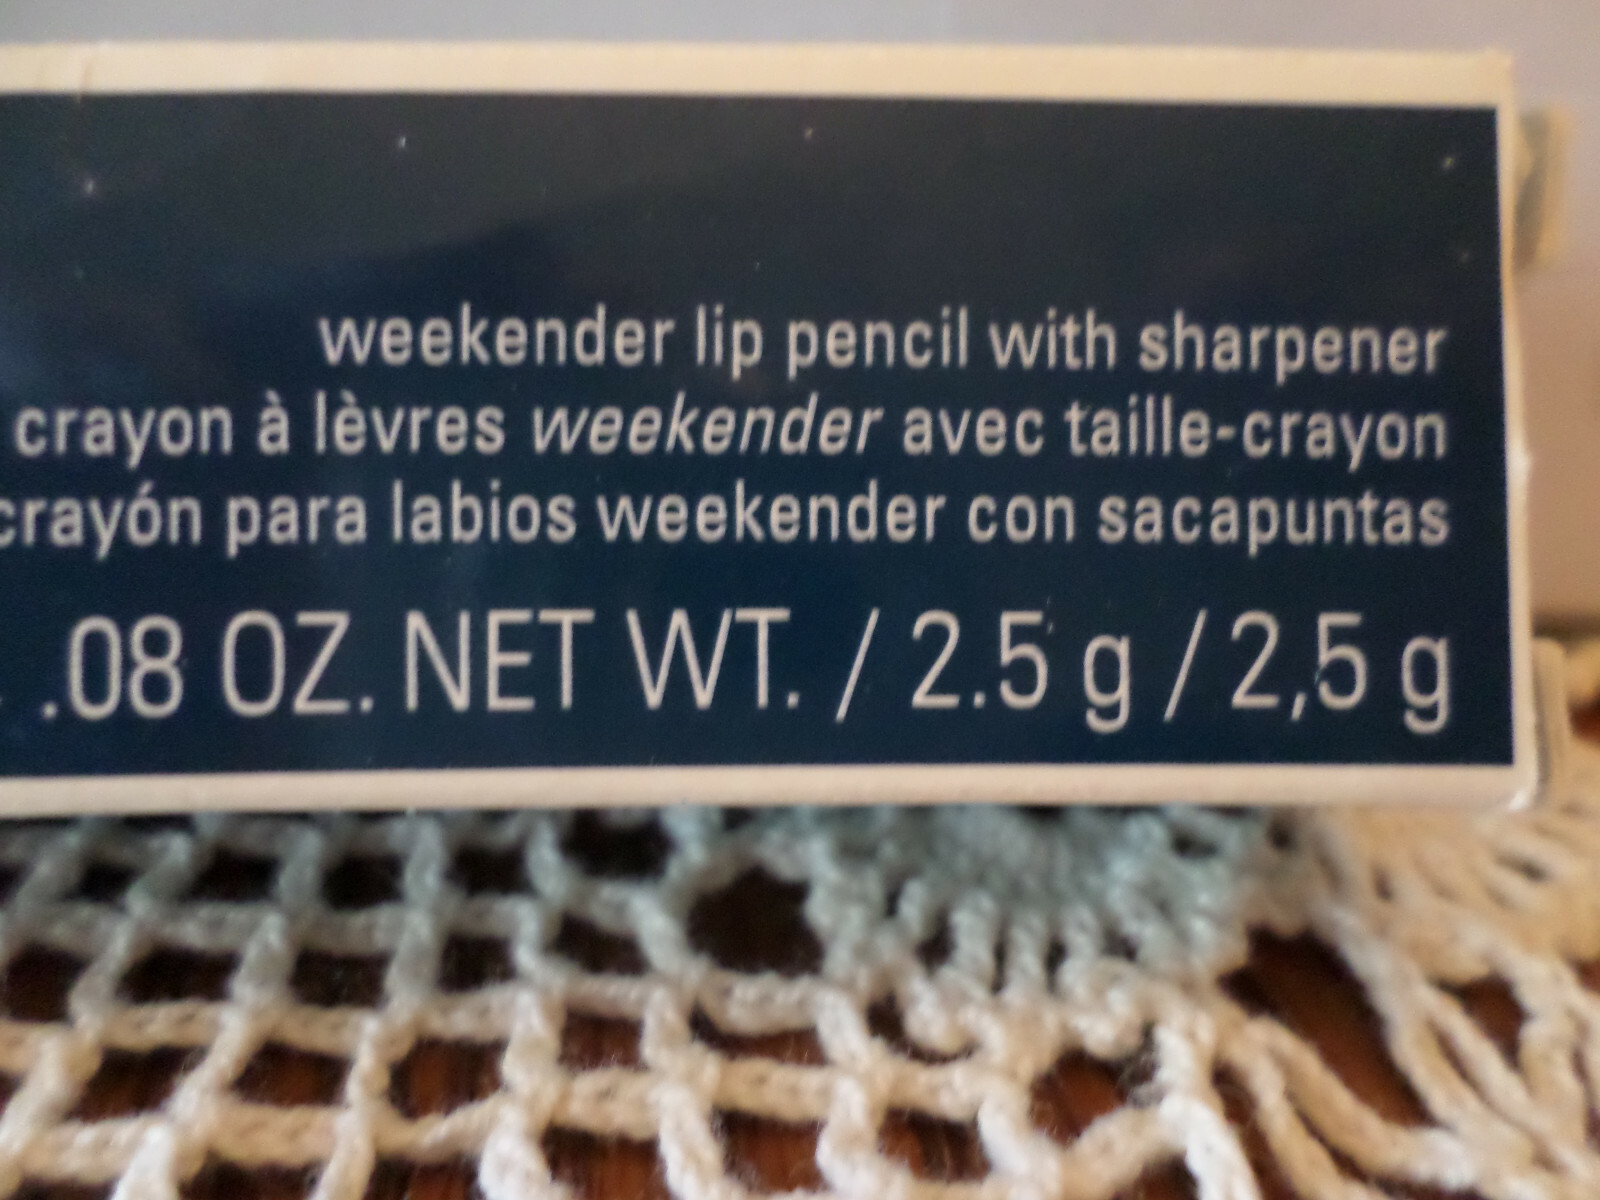 weekender lip pencil with sharpener
crayon à lèvres weekender avec taille-crayon
crayón para labios weekender con sacapuntas
.08 OZ. NET WT. / 2.5 g / 2,5 g